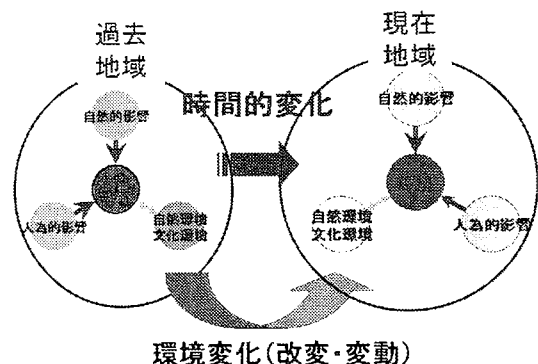 過去
地域
現在
地域
時間的変化
自然的影響
人為的影響
自然環境
文化環境
自然的影響
自然環境
文化環境
人為的影響
環境変化(改変・変動)